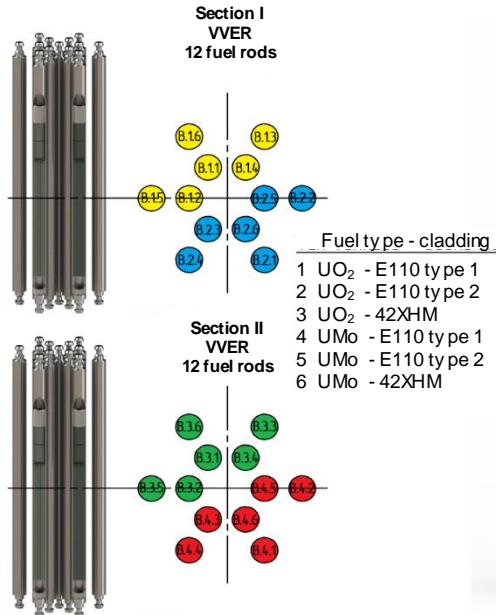 Section I
VVER
12 fuel rods
B.1.6
B.1.3
B.1.1
B.1.4
B.1.5
B.1.2
B.2.5
B.2.2
B.2.3
B.2.6
B.2.4
B.2.1
Fuel type - cladding
1 UO₂ - E110 type 1
2 UO₂ - E110 type 2
3 UO₂ - 42XHM
4 UMo - E110 type 1
5 UMo - E110 type 2
6 UMo - 42XHM
Section II
VVER
12 fuel rods
B.3.6
B.3.3
B.3.1
B.3.4
B.3.5
B.3.2
B.4.5
B.4.2
B.4.3
B.4.6
B.4.4
B.4.1